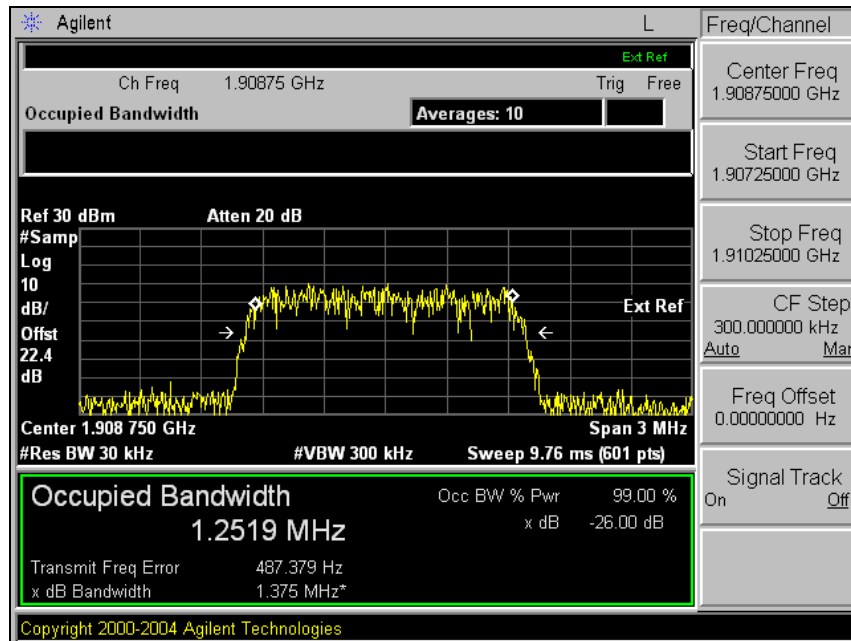 Agilent L Freq/Channel
Ext Ref
Ch Freq 1.90875 GHz Trig Free
Occupied Bandwidth Averages: 10
Center Freq
1.90875000 GHz
Start Freq
1.90725000 GHz
Ref 30 dBm Atten 20 dB
#Samp
Log
10
dB/
Offst
22.4
dB
Ext Ref
Stop Freq
1.91025000 GHz
CF Step
300.000000 kHz
Auto Man
Freq Offset
0.00000000 Hz
Center 1.908 750 GHz Span 3 MHz
#Res BW 30 kHz #VBW 300 kHz Sweep 9.76 ms (601 pts)
Signal Track
On Off
Occupied Bandwidth
1.2519 MHz
Occ BW % Pwr 99.00 %
x dB -26.00 dB
Transmit Freq Error 487.379 Hz
x dB Bandwidth 1.375 MHz*
Copyright 2000-2004 Agilent Technologies